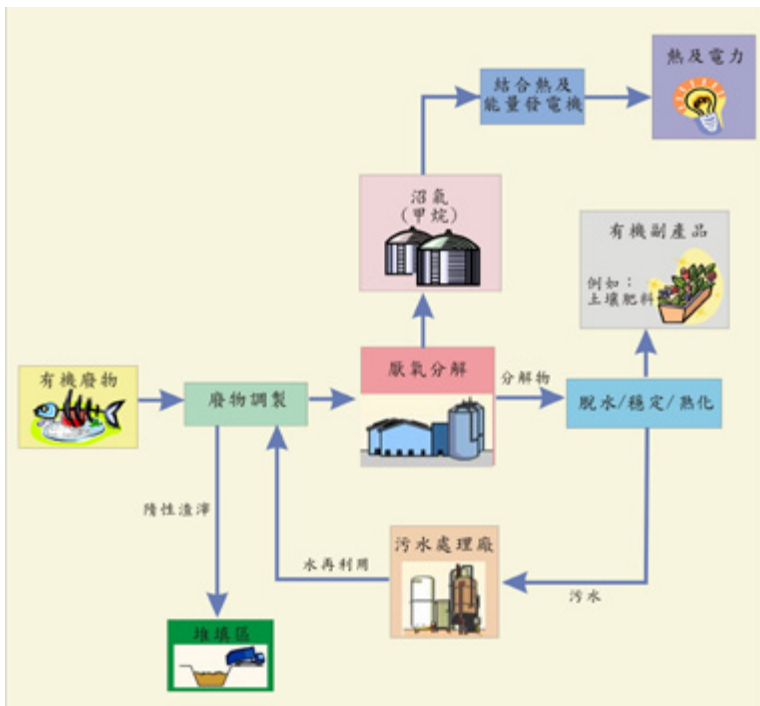 熱及電力
結合熱及
能量發電機
沼氣
(甲烷)
有機副產品
例如：
土壤肥料
厭氣分解
有機廢物
廢物調製
分解物
脫水/穩定/熟化
隋性渣滓
污水處理廠
水再利用
污水
堆填區